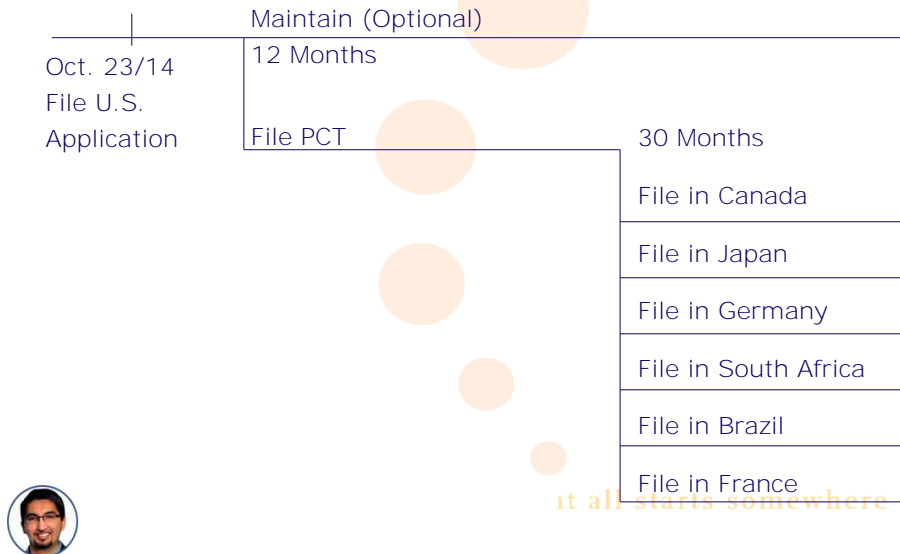 Maintain (Optional)
Oct. 23/14
File U.S.
Application
12 Months
File PCT
30 Months
File in Canada
File in Japan
File in Germany
File in South Africa
File in Brazil
File in France
it all starts somewhere